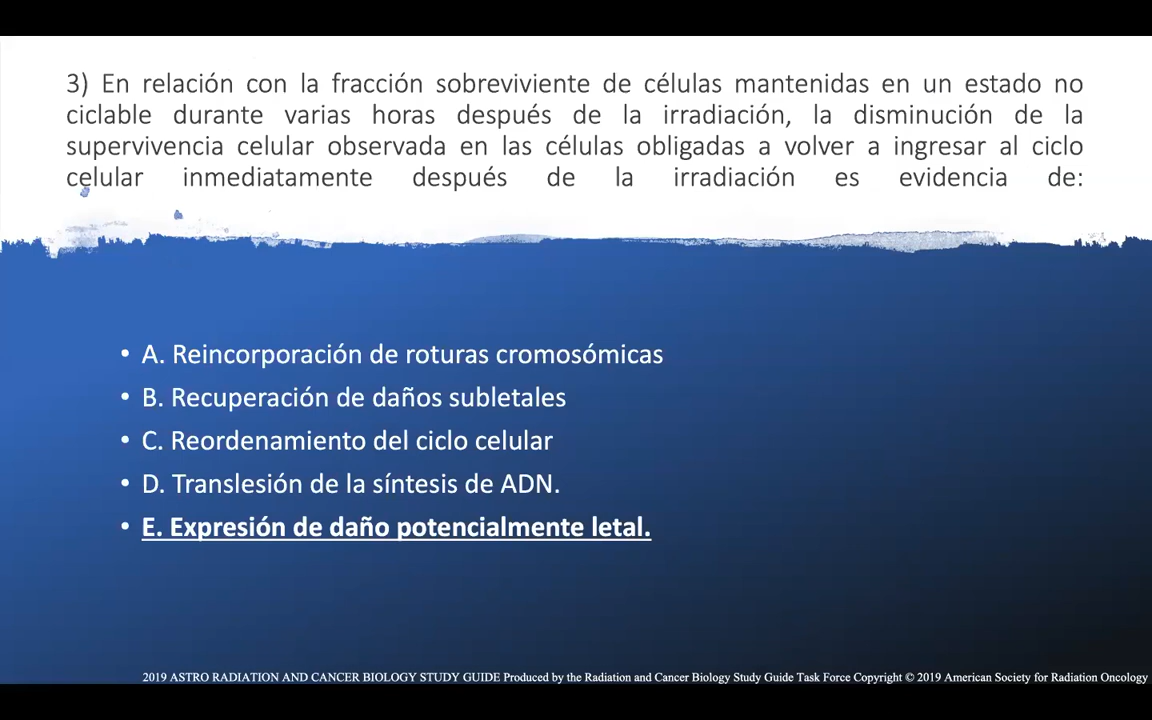 3) En relación con la fracción sobreviviente de células mantenidas en un estado no
ciclable durante varias horas después de la irradiación, la disminución de la
supervivencia celular observada en las células obligadas a volver a ingresar al ciclo
celular inmediatamente después de la irradiación es evidencia de:
• A. Reincorporación de roturas cromosómicas
• B. Recuperación de daños subletales
• C. Reordenamiento del ciclo celular
• D. Translesión de la síntesis de ADN.
• E. Expresión de daño potencialmente letal.
2019 ASTRO RADIATION AND CANCER BIOLOGY STUDY GUIDE Produced by the Radiation and Cancer Biology Study Guide Task Force Copyright © 2019 American Society for Radiation Oncology